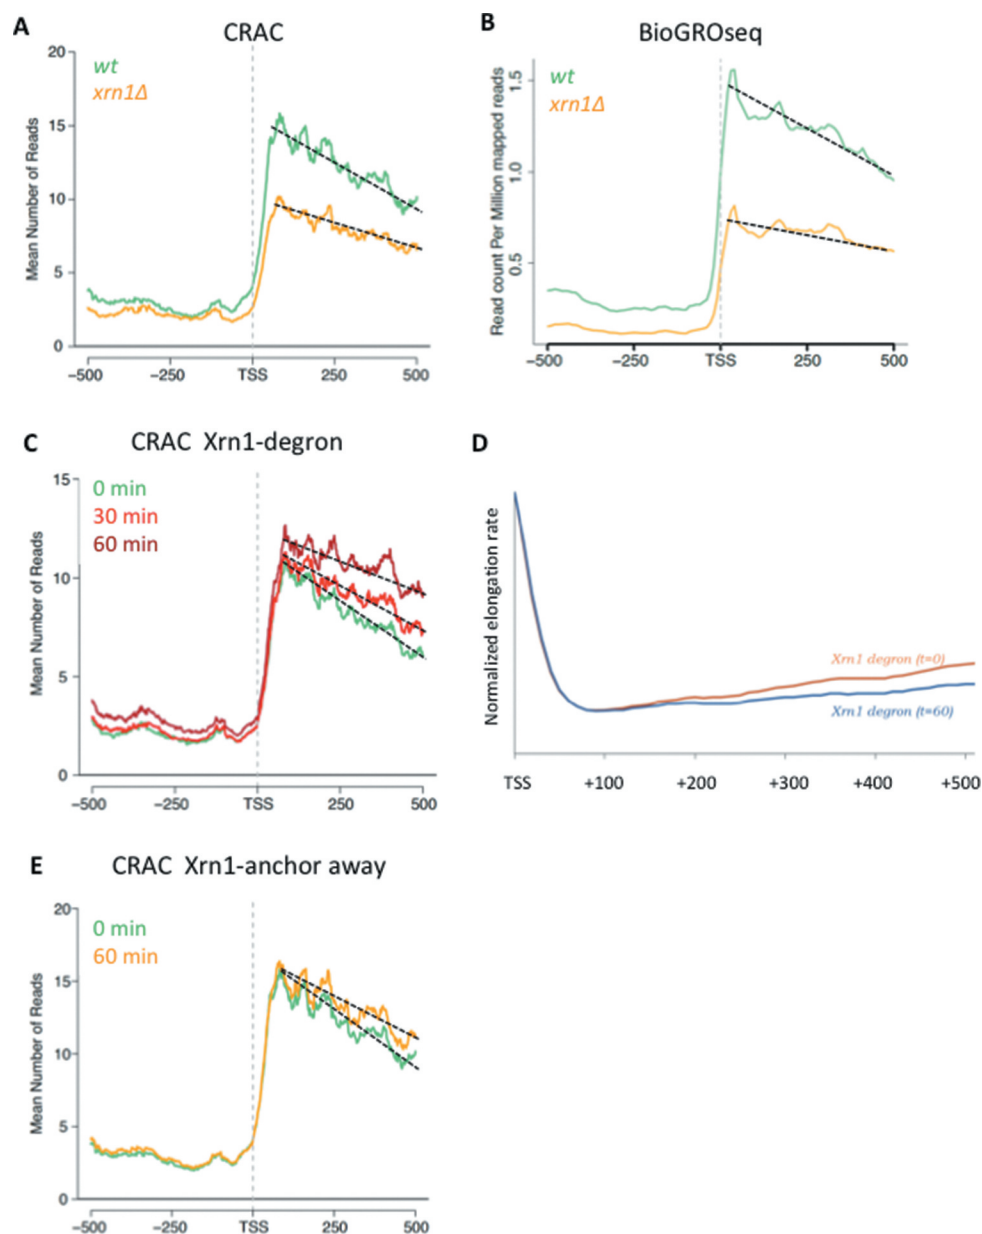 A
CRAC
20
15
10
5
0
Mean Number of Reads
wt
xrn1Δ
−500
−250
TSS
250
500
B
BioGROseq
1.5
1.0
0.5
Read count Per Million mapped reads
wt
xrn1Δ
−500
−250
TSS
250
500
C
CRAC Xrn1-degron
15
10
5
0
Mean Number of Reads
0 min
30 min
60 min
−500
−250
TSS
250
500
D
Normalized elongation rate
Xrn1 degron (t=0)
Xrn1 degron (t=60)
TSS
+100
+200
+300
+400
+500
E
CRAC Xrn1-anchor away
20
15
10
5
0
Mean Number of Reads
0 min
60 min
−500
−250
TSS
250
500